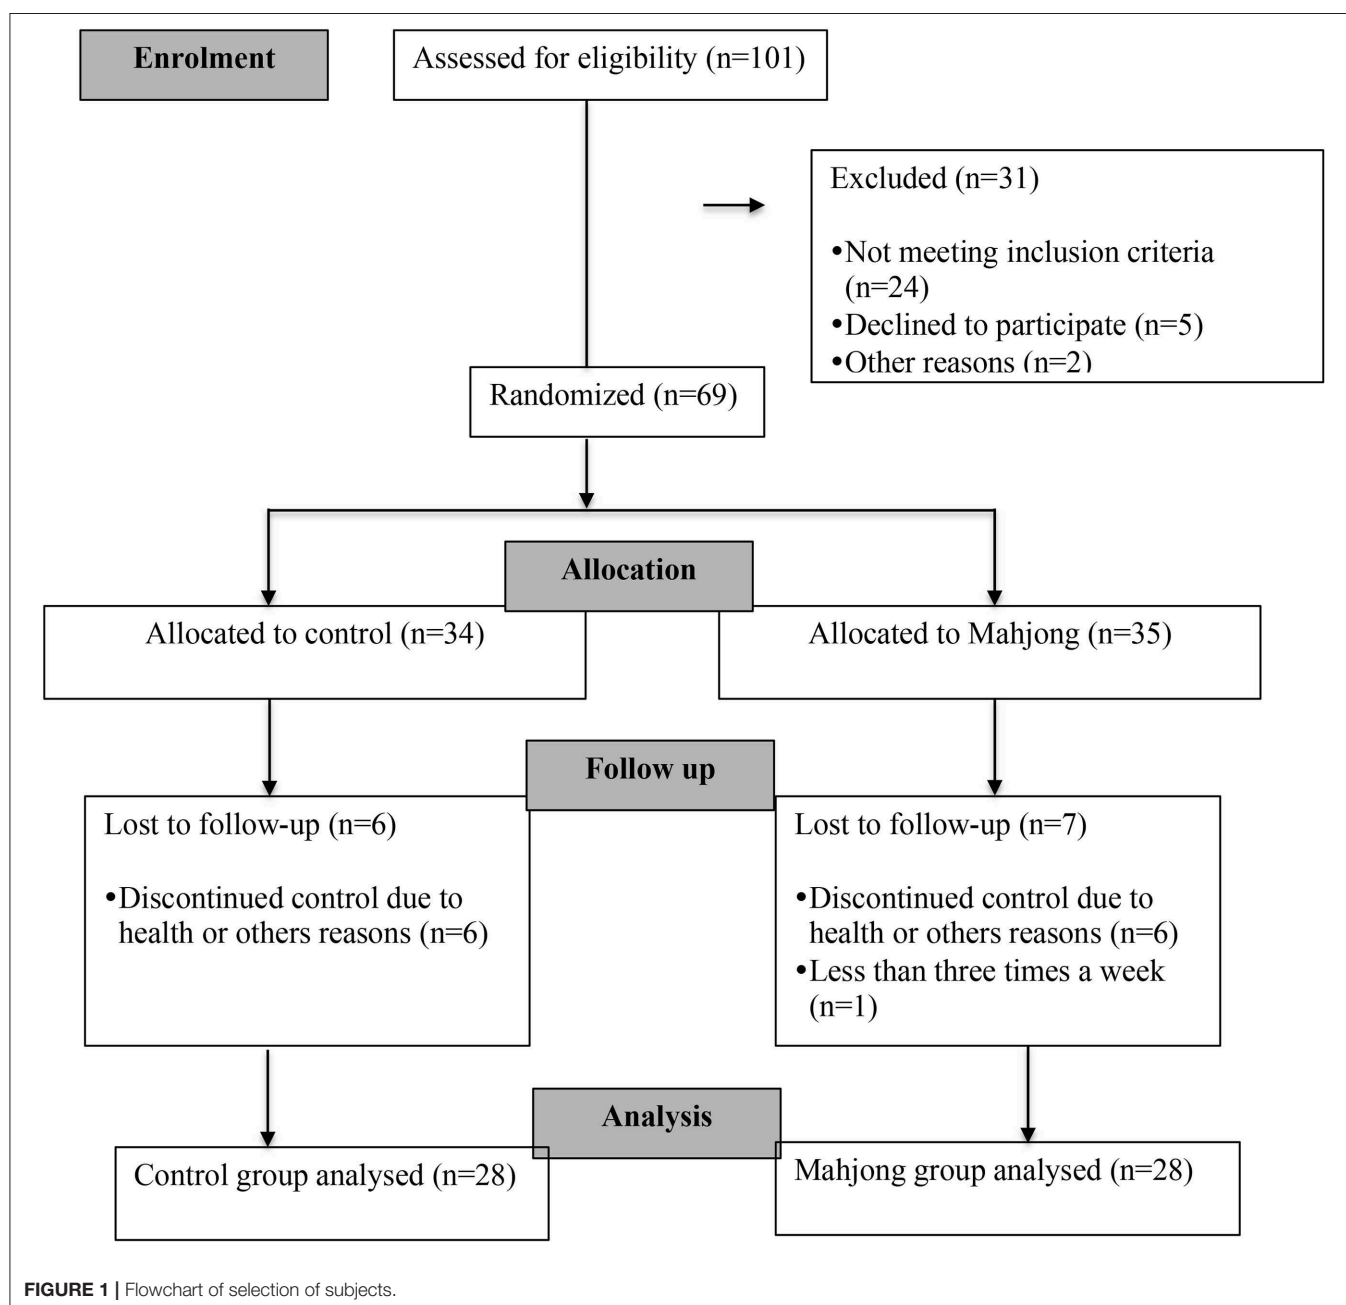 Enrolment
Assessed for eligibility (n=101)
Excluded (n=31)
•Not meeting inclusion criteria
(n=24)
•Declined to participate (n=5)
•Other reasons (n=2)
Randomized (n=69)
Allocation
Allocated to control (n=34)
Allocated to Mahjong (n=35)
Follow up
Lost to follow-up (n=6)
•Discontinued control due to
health or others reasons (n=6)
Lost to follow-up (n=7)
•Discontinued control due to
health or others reasons (n=6)
•Less than three times a week
(n=1)
Analysis
Control group analysed (n=28)
Mahjong group analysed (n=28)
FIGURE 1 | Flowchart of selection of subjects.